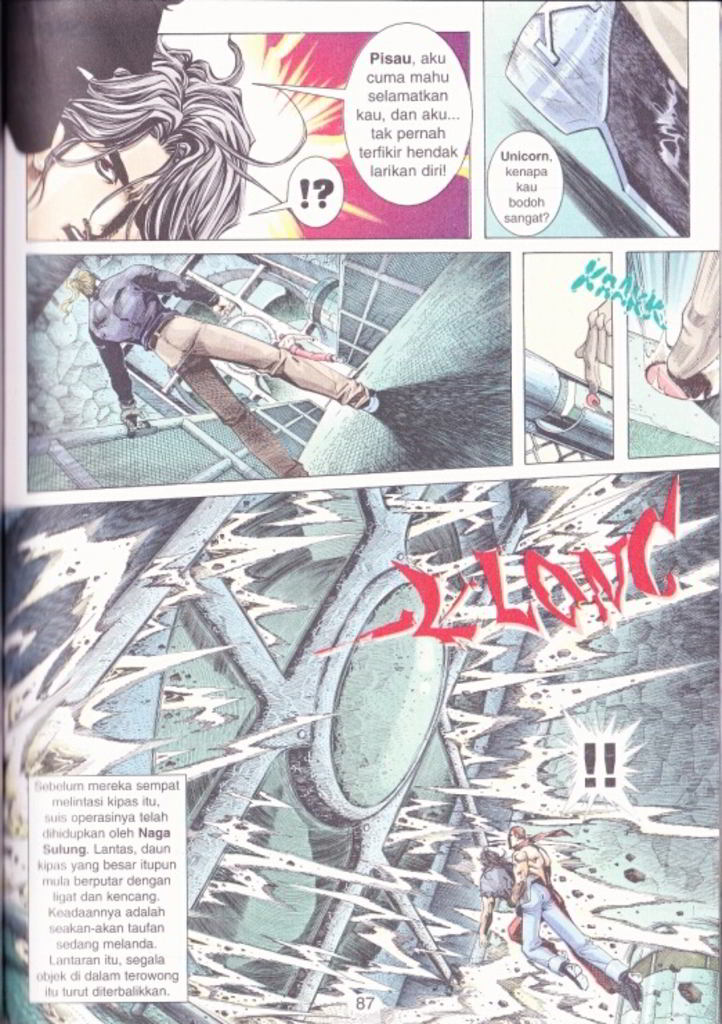 Pisau, aku
cuma mahu
selamatkan
kau, dan aku...
tak pernah
terfikir hendak
larikan diri!
!?
Unicorn,
kenapa
kau
bodoh
sangat?
KRAKK
KLONG
!!
Sebelum mereka sempat
melintasi kipas itu,
suis operasinya telah
dihidupkan oleh Naga
Sulung. Lantas, daun
kipas yang besar itupun
mula berputar dengan
ligat dan kencang.
Keadaannya adalah
seakan-akan taufan
sedang melanda.
Lantaran itu, segala
objek di dalam terowong
itu turut diterbalikkan.
87